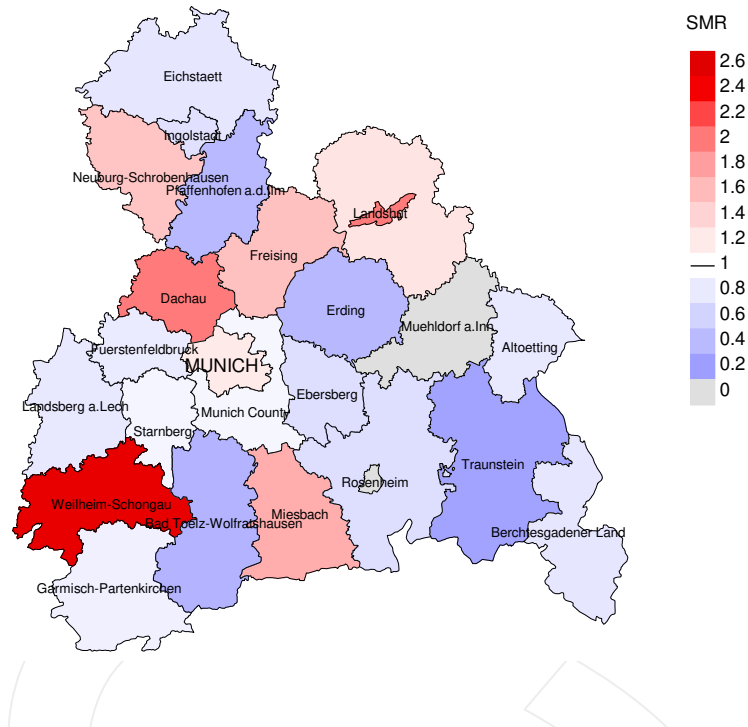 SMR
2.6
2.4
2.2
2
1.8
1.6
1.4
1.2
1
0.8
0.6
0.4
0.2
0
Eichstaett
Ingolstadt
Neuburg-Schrobenhausen
Pfaffenhofen a.d.Ilm
Landshut
Freising
Dachau
Erding
Muehldorf a.Inn
Fuerstenfeldbruck
Altoetting
MUNICH
Ebersberg
Landsberg a.Lech
Munich County
Starnberg
Traunstein
Rosenheim
Weilheim-Schongau
Miesbach
Bad Toelz-Wolfratshausen
Berchtesgadener Land
Garmisch-Partenkirchen